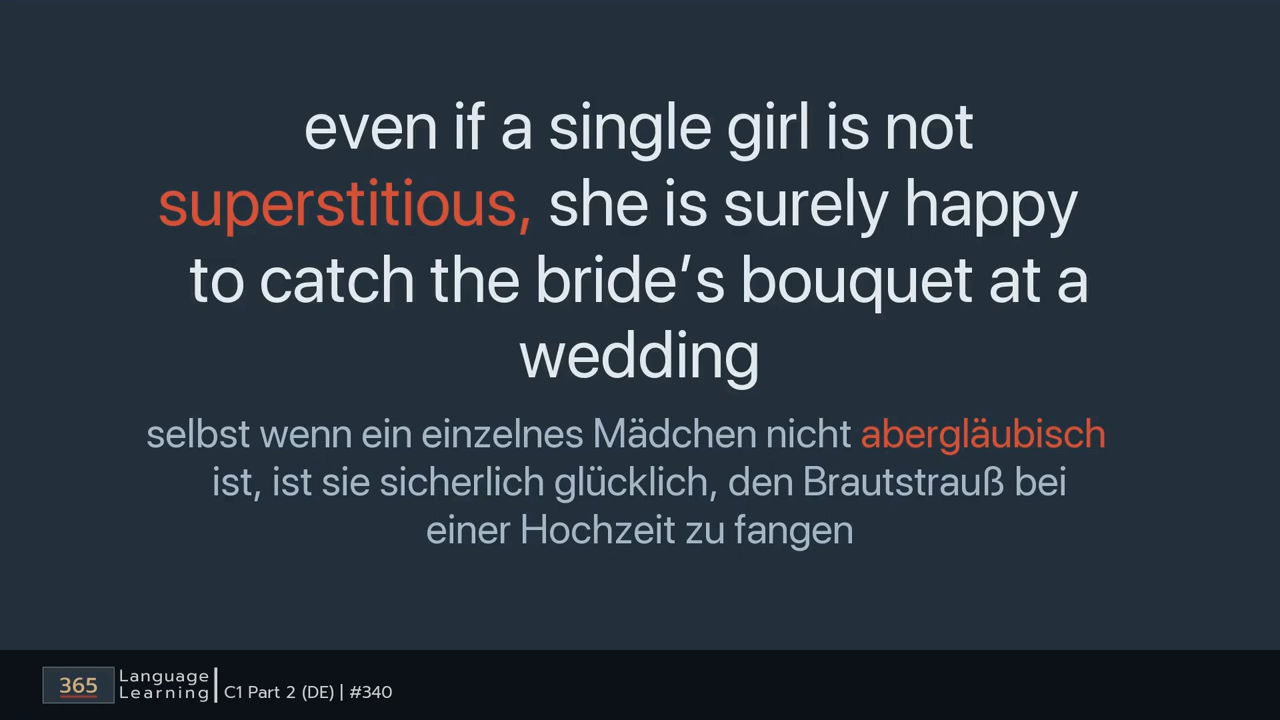 even if a single girl is not
superstitious, she is surely happy
to catch the bride’s bouquet at a
wedding
selbst wenn ein einzelnes Mädchen nicht abergläubisch
ist, ist sie sicherlich glücklich, den Brautstrauß bei
einer Hochzeit zu fangen
365 Language
Learning
C1 Part 2 (DE) | #340